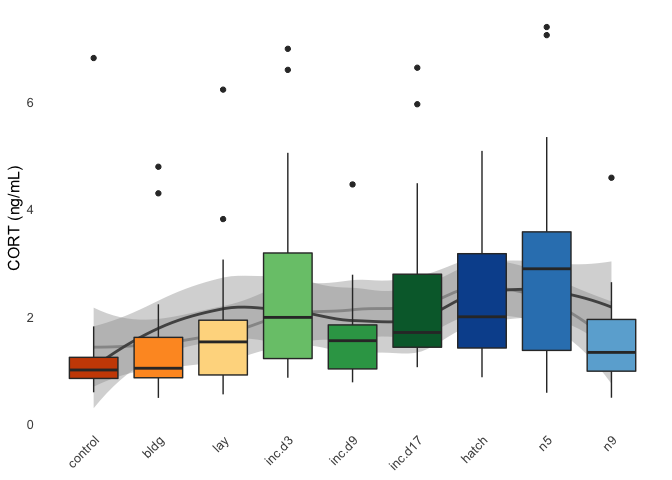 CORT (ng/mL)
6
4
2
0
control
bldg
lay
inc.d3
inc.d9
inc.d17
hatch
n5
n9